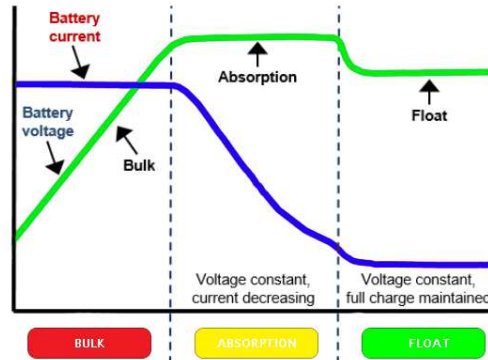 Battery
current
Battery
voltage
Bulk
Absorption
Float
Voltage constant,
current decreasing
Voltage constant,
full charge maintained
BULK
ABSORPTION
FLOAT